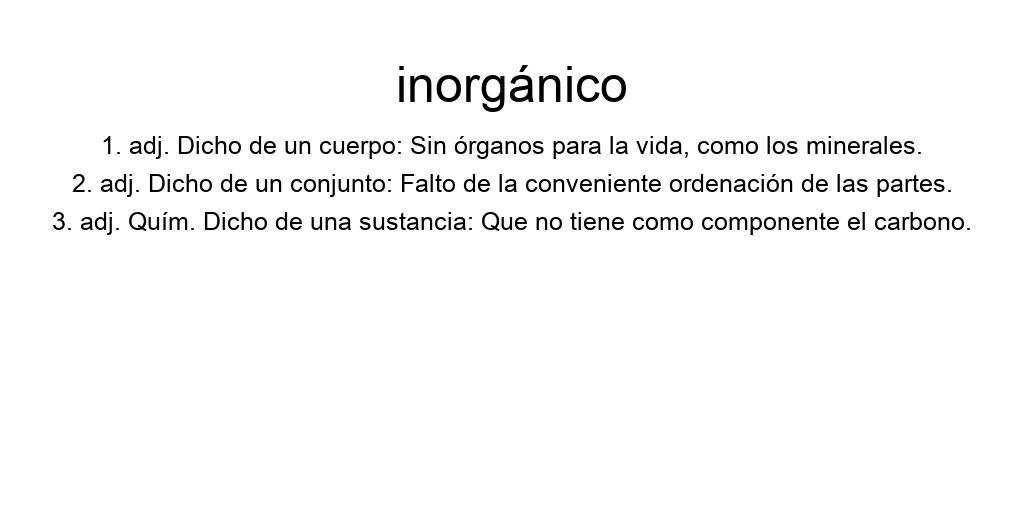 inorgánico
1. adj. Dicho de un cuerpo: Sin órganos para la vida, como los minerales.
2. adj. Dicho de un conjunto: Falto de la conveniente ordenación de las partes.
3. adj. Quím. Dicho de una sustancia: Que no tiene como componente el carbono.